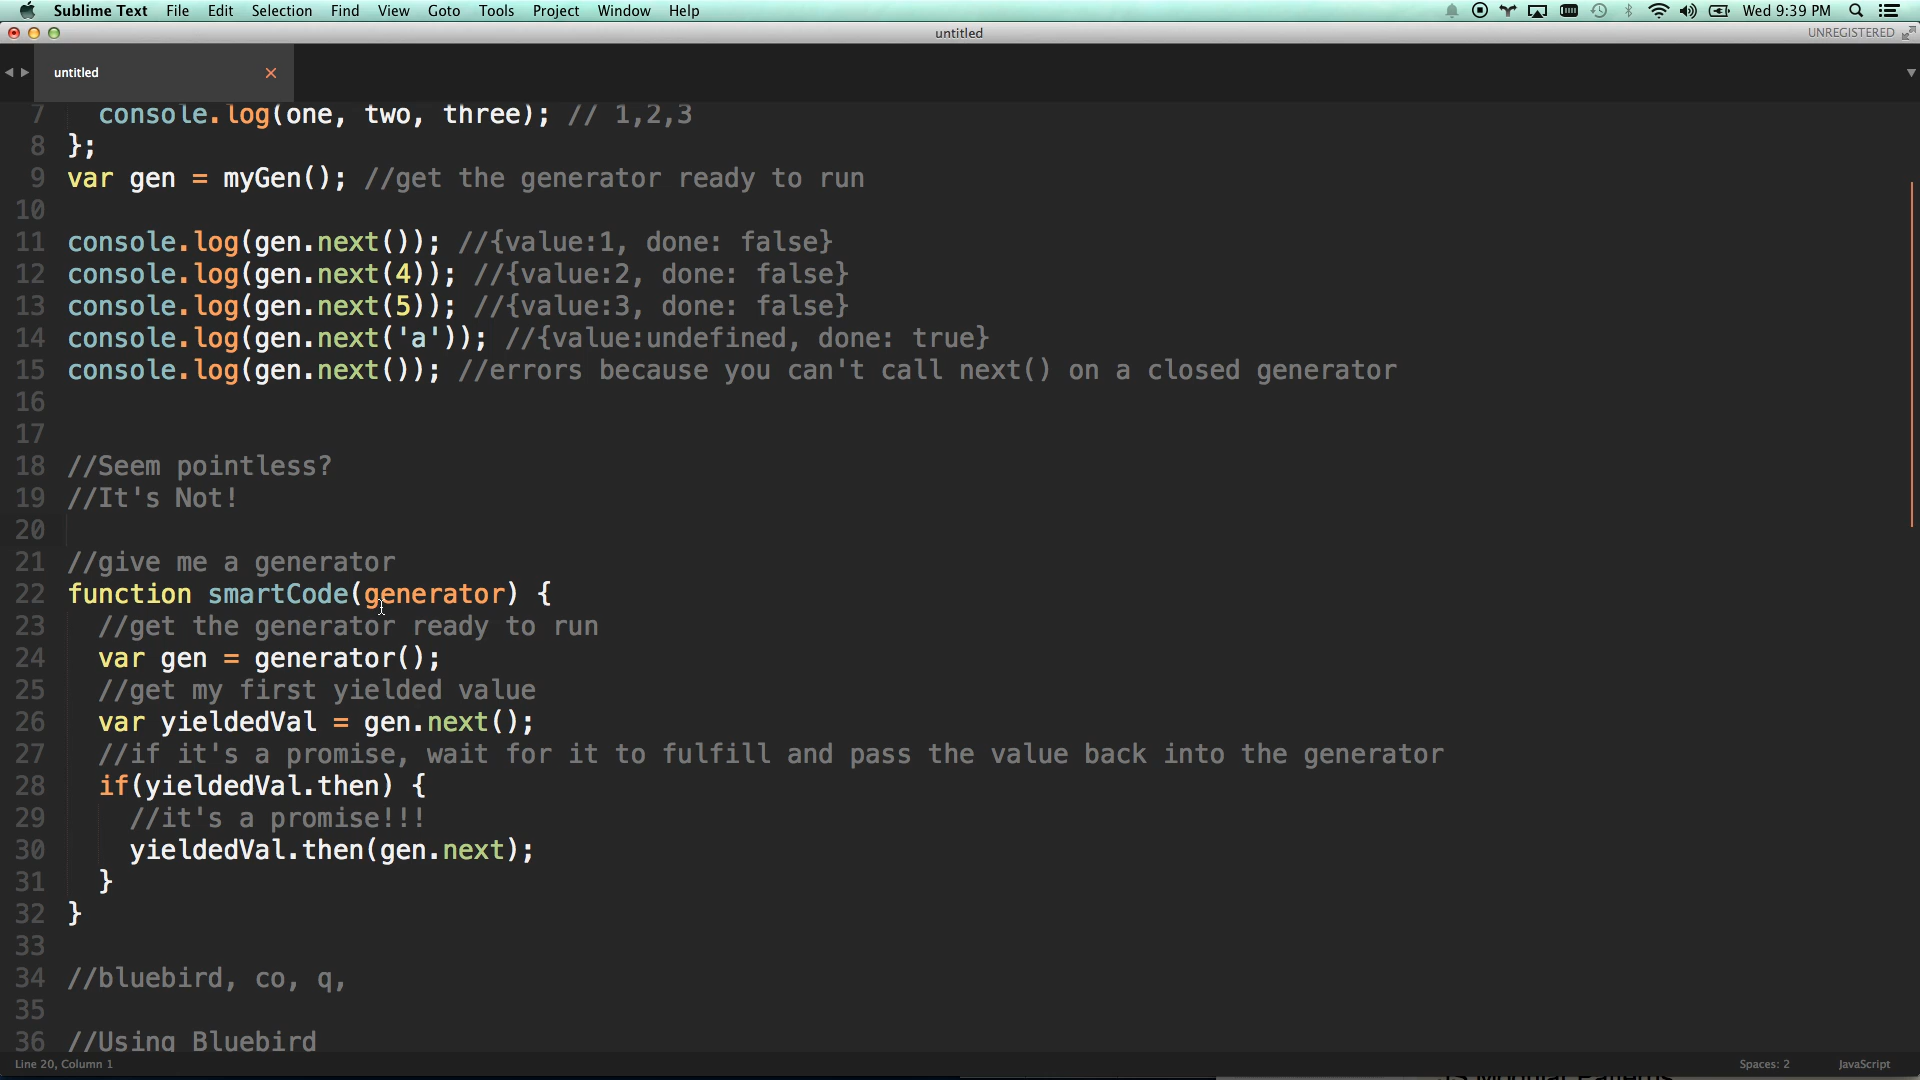 Sublime Text File Edit Selection Find View Goto Tools Project Window Help Wed 9:39 PM
untitled UNREGISTERED
untitled
7 console.log(one, two, three); // 1,2,3
8 };
9 var gen = myGen(); //get the generator ready to run
10
11 console.log(gen.next()); //{value:1, done: false}
12 console.log(gen.next(4)); //{value:2, done: false}
13 console.log(gen.next(5)); //{value:3, done: false}
14 console.log(gen.next('a')); //{value:undefined, done: true}
15 console.log(gen.next()); //errors because you can't call next() on a closed generator
16
17
18 //Seem pointless?
19 //It's Not!
20
21 //give me a generator
22 function smartCode(generator) {
23 //get the generator ready to run
24 var gen = generator();
25 //get my first yielded value
26 var yieldedVal = gen.next();
27 //if it's a promise, wait for it to fulfill and pass the value back into the generator
28 if(yieldedVal.then) {
29 //it's a promise!!!
30 yieldedVal.then(gen.next);
31 }
32 }
33
34 //bluebird, co, q,
35
36 //Using Bluebird
Line 20, Column 1 Spaces: 2 JavaScript